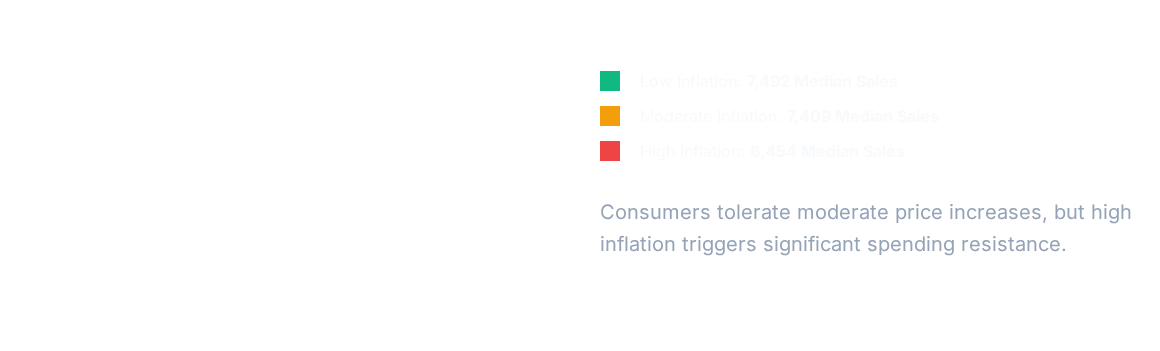 Low Inflation: 7,492 Median Sales
Moderate Inflation: 7,409 Median Sales
High Inflation: 6,454 Median Sales
Consumers tolerate moderate price increases, but high
inflation triggers significant spending resistance.